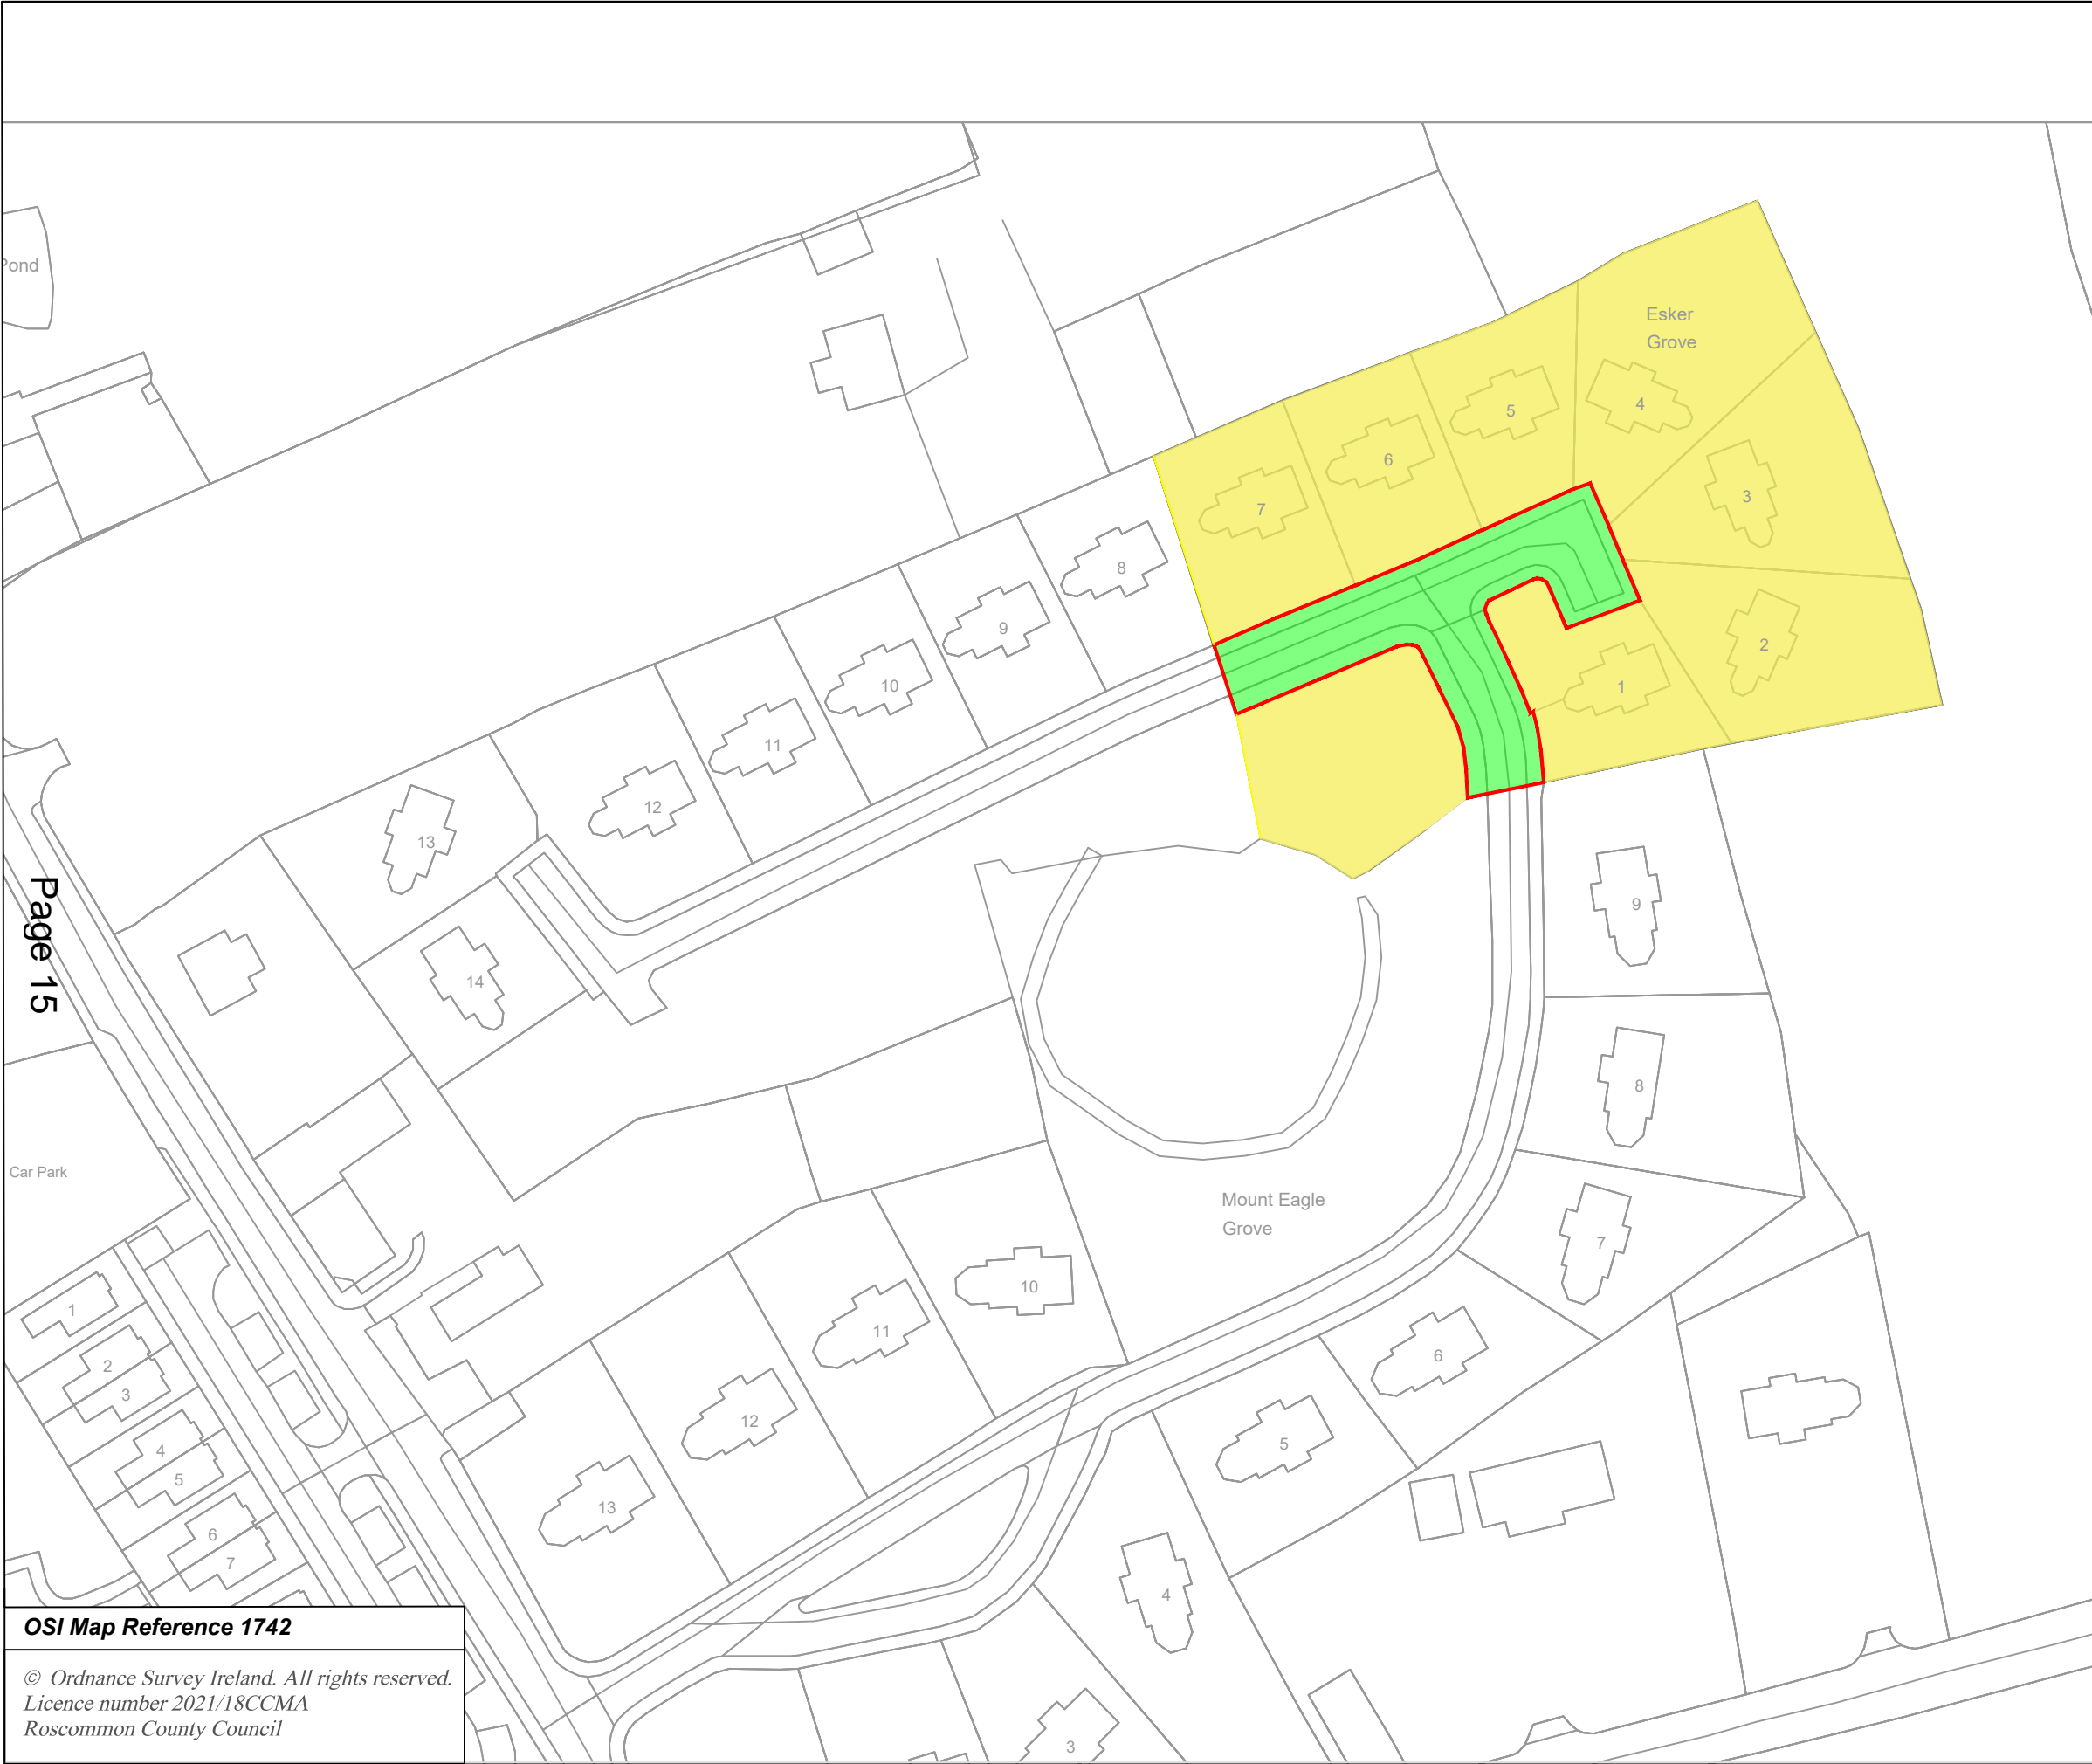 Pond
Esker
Grove
5
4
6
3
7
8
9
2
10
1
11
12
13
9
Page 15
14
8
Car Park
Mount Eagle
Grove
7
10
1
11
6
2
3
12
5
4
5
13
6
7
4
3
OSI Map Reference 1742
© Ordnance Survey Ireland. All rights reserved.
Licence number 2021/18CCMA
Roscommon County Council